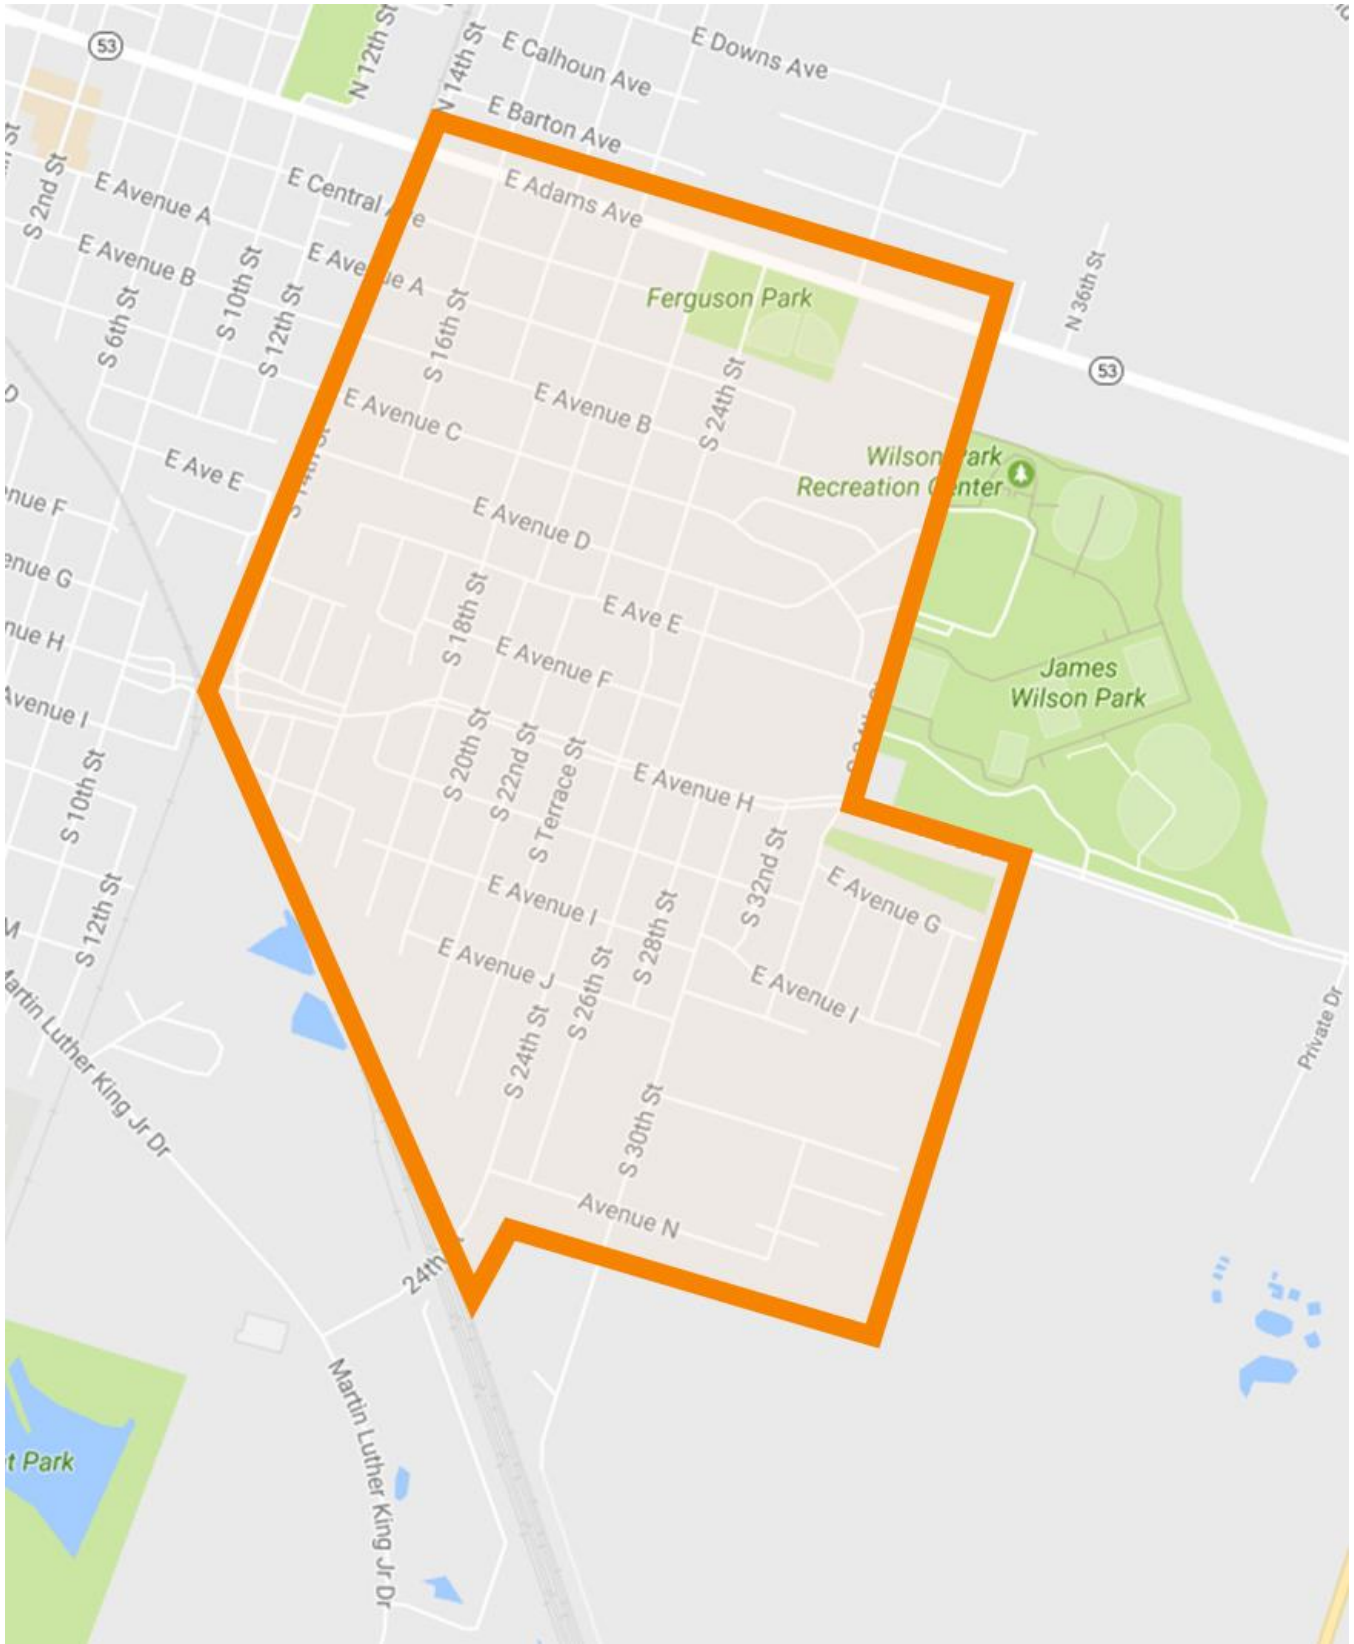 53
N 12th St
N 14th St
E Calhoun Ave
E Downs Ave
E Barton Ave
S 2nd St
E Avenue A
E Central Ave
E Adams Ave
E Avenue B
S 10th St
E Avenue A
S 6th St
S 12th St
S 16th St
Ferguson Park
N 36th St
53
E Avenue C
E Avenue B
S 24th St
E Ave E
S 14th St
Wilson Park
Recreation Center
E Avenue D
S 18th St
E Ave E
E Avenue F
James
Wilson Park
Avenue I
S 10th St
S 20th St
S 22nd St
S Terrace St
E Avenue H
S 32nd St
E Avenue G
S 12th St
E Avenue I
S 28th St
E Avenue J
S 26th St
E Avenue I
S 24th St
Martin Luther King Jr Dr
Private Dr
S 30th St
Avenue N
24th
Martin Luther King Jr Dr
t Park